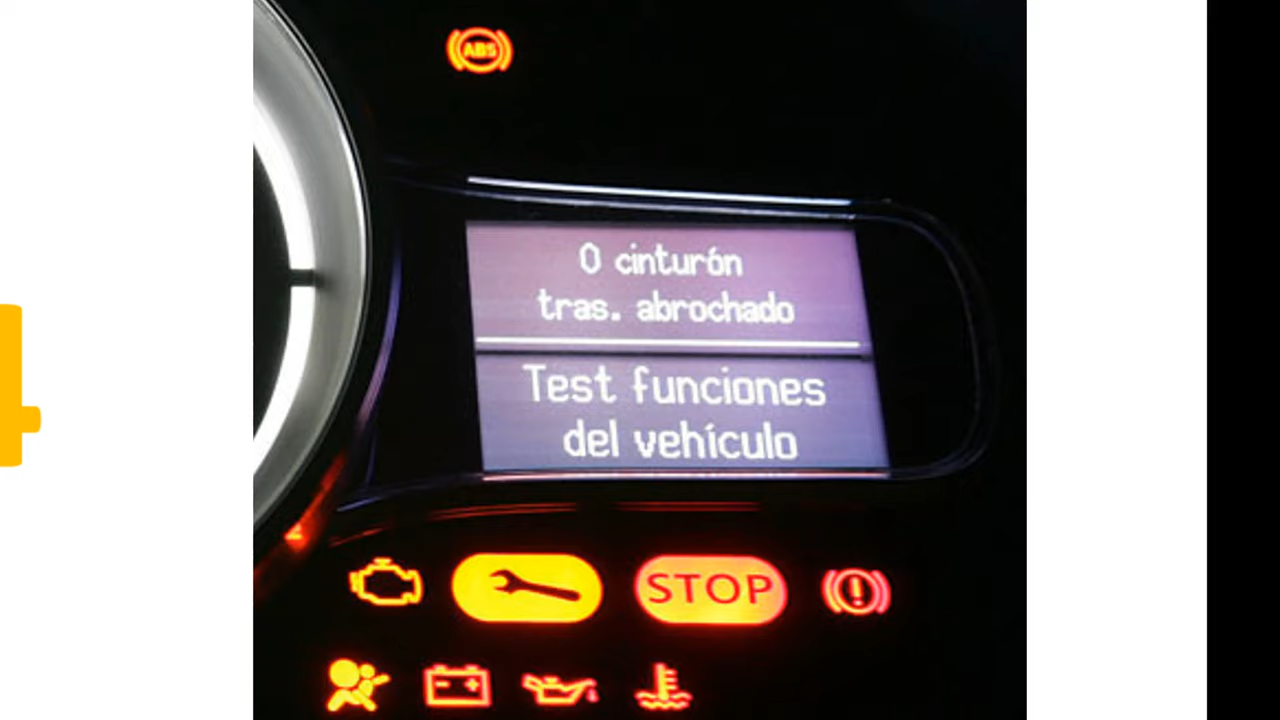 ABS
0 cinturón
tras. abrochado
Test funciones
del vehículo
STOP